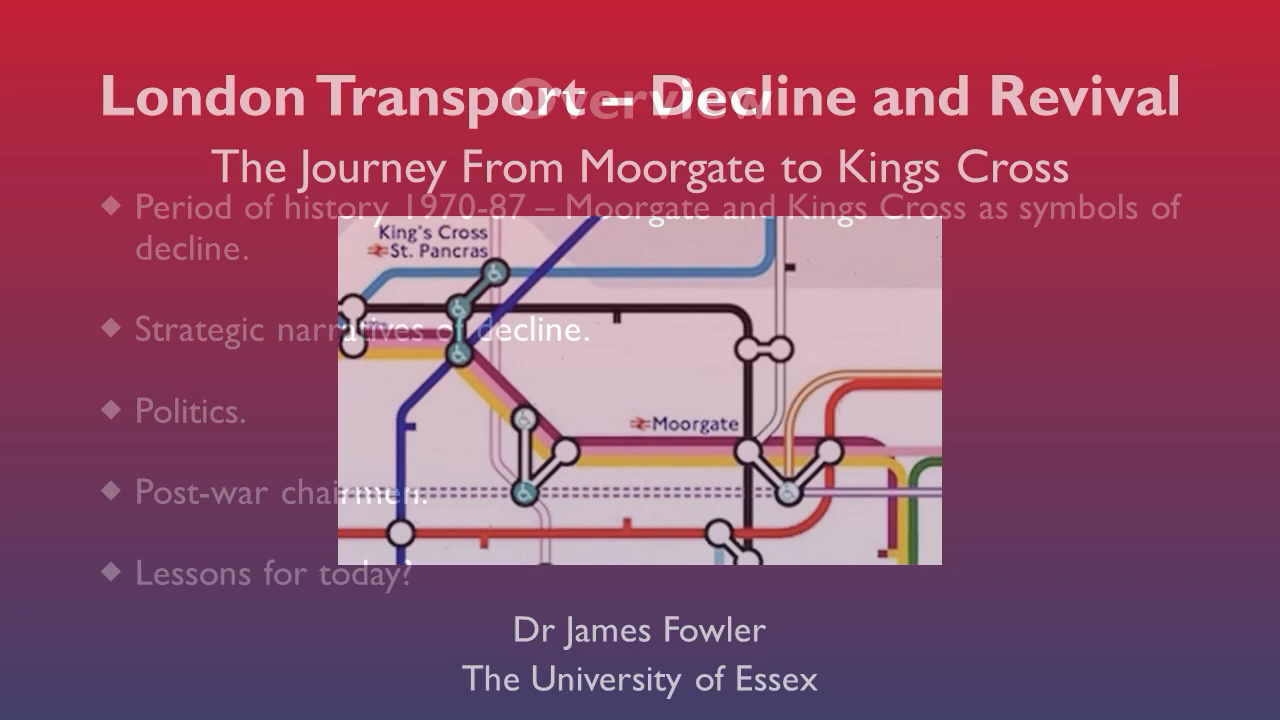 London Transport – Decline and Revival
Overview
The Journey From Moorgate to Kings Cross
◆ Period of history 1970-87 – Moorgate and Kings Cross as symbols of
decline.
King's Cross
St. Pancras
◆ Strategic narratives of decline.
◆ Politics.
Moorgate
◆ Post-war chairmen.
◆ Lessons for today?
Dr James Fowler
The University of Essex